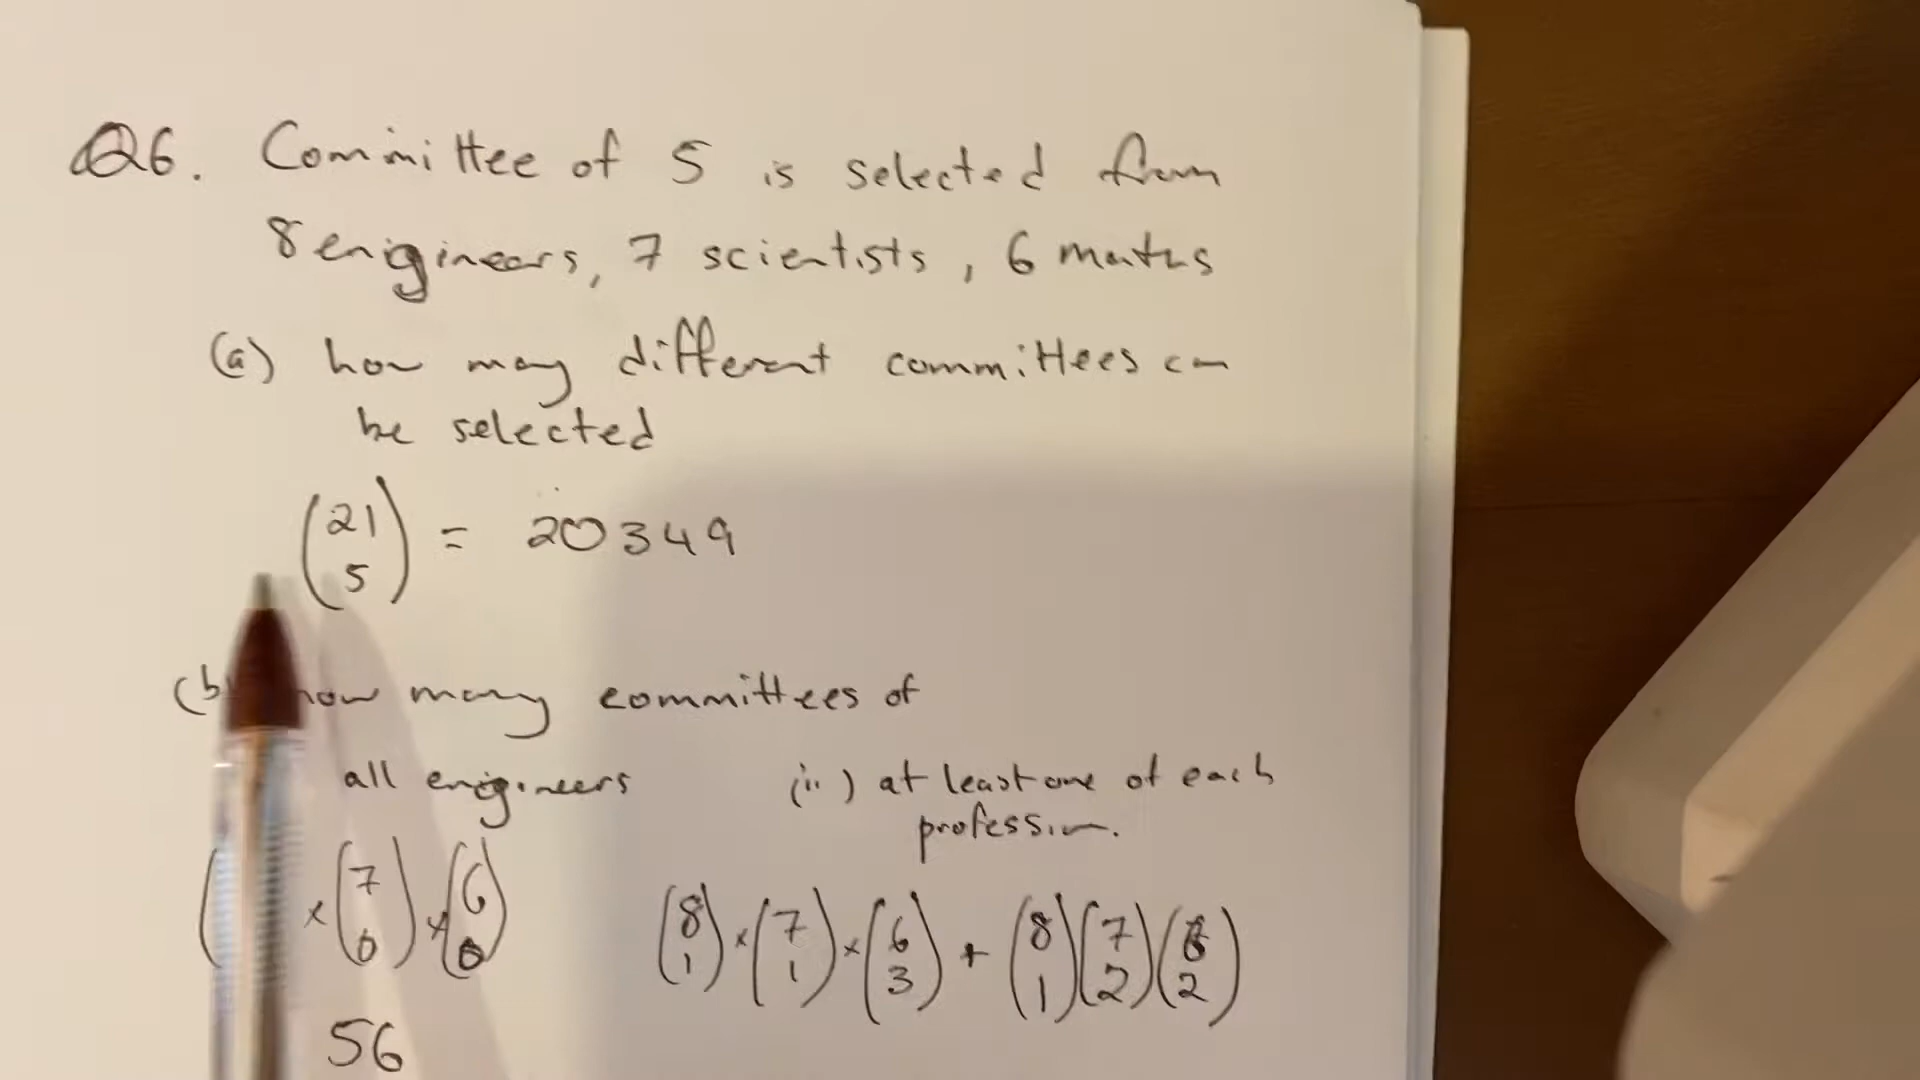 Q6. Committee of 5 is selected from
8 enigineers, 7 scientists, 6 maths
(a) how many different committees can
be selected
(21 5) = 20349
(b) how many committees of
all enigineers
(ii) at least one of each
profession.
( × (7 0) × (6 0)
(8 1) × (7 1) × (6 3) + (8 1)(7 2)(6 2)
56